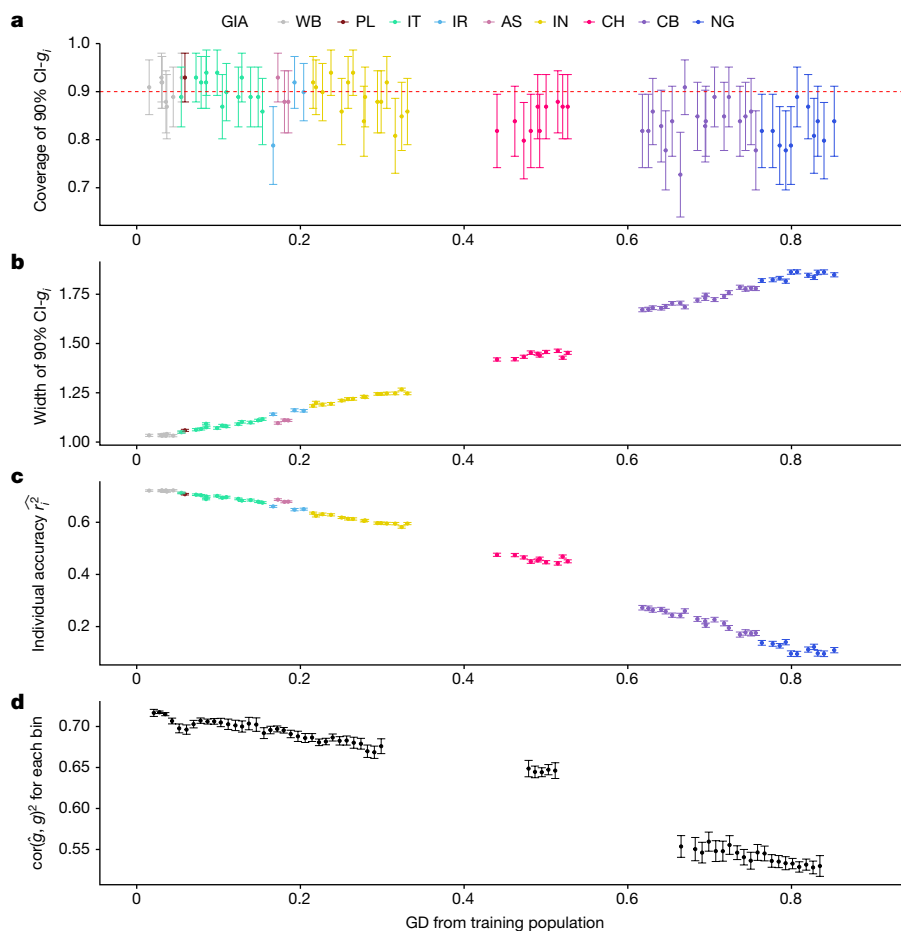 a GIA WB PL IT IR AS IN CH CB NG
Coverage of 90% CI-gᵢ
1.0
0.9
0.8
0.7
0 0.2 0.4 0.6 0.8
b
Width of 90% CI-gᵢ
1.75
1.50
1.25
1.00
0 0.2 0.4 0.6 0.8
c
Individual accuracy r̂ᵢ²
0.6
0.4
0.2
0 0.2 0.4 0.6 0.8
d
cor(ĝ, g)² for each bin
0.70
0.65
0.60
0.55
0 0.2 0.4 0.6 0.8
GD from training population